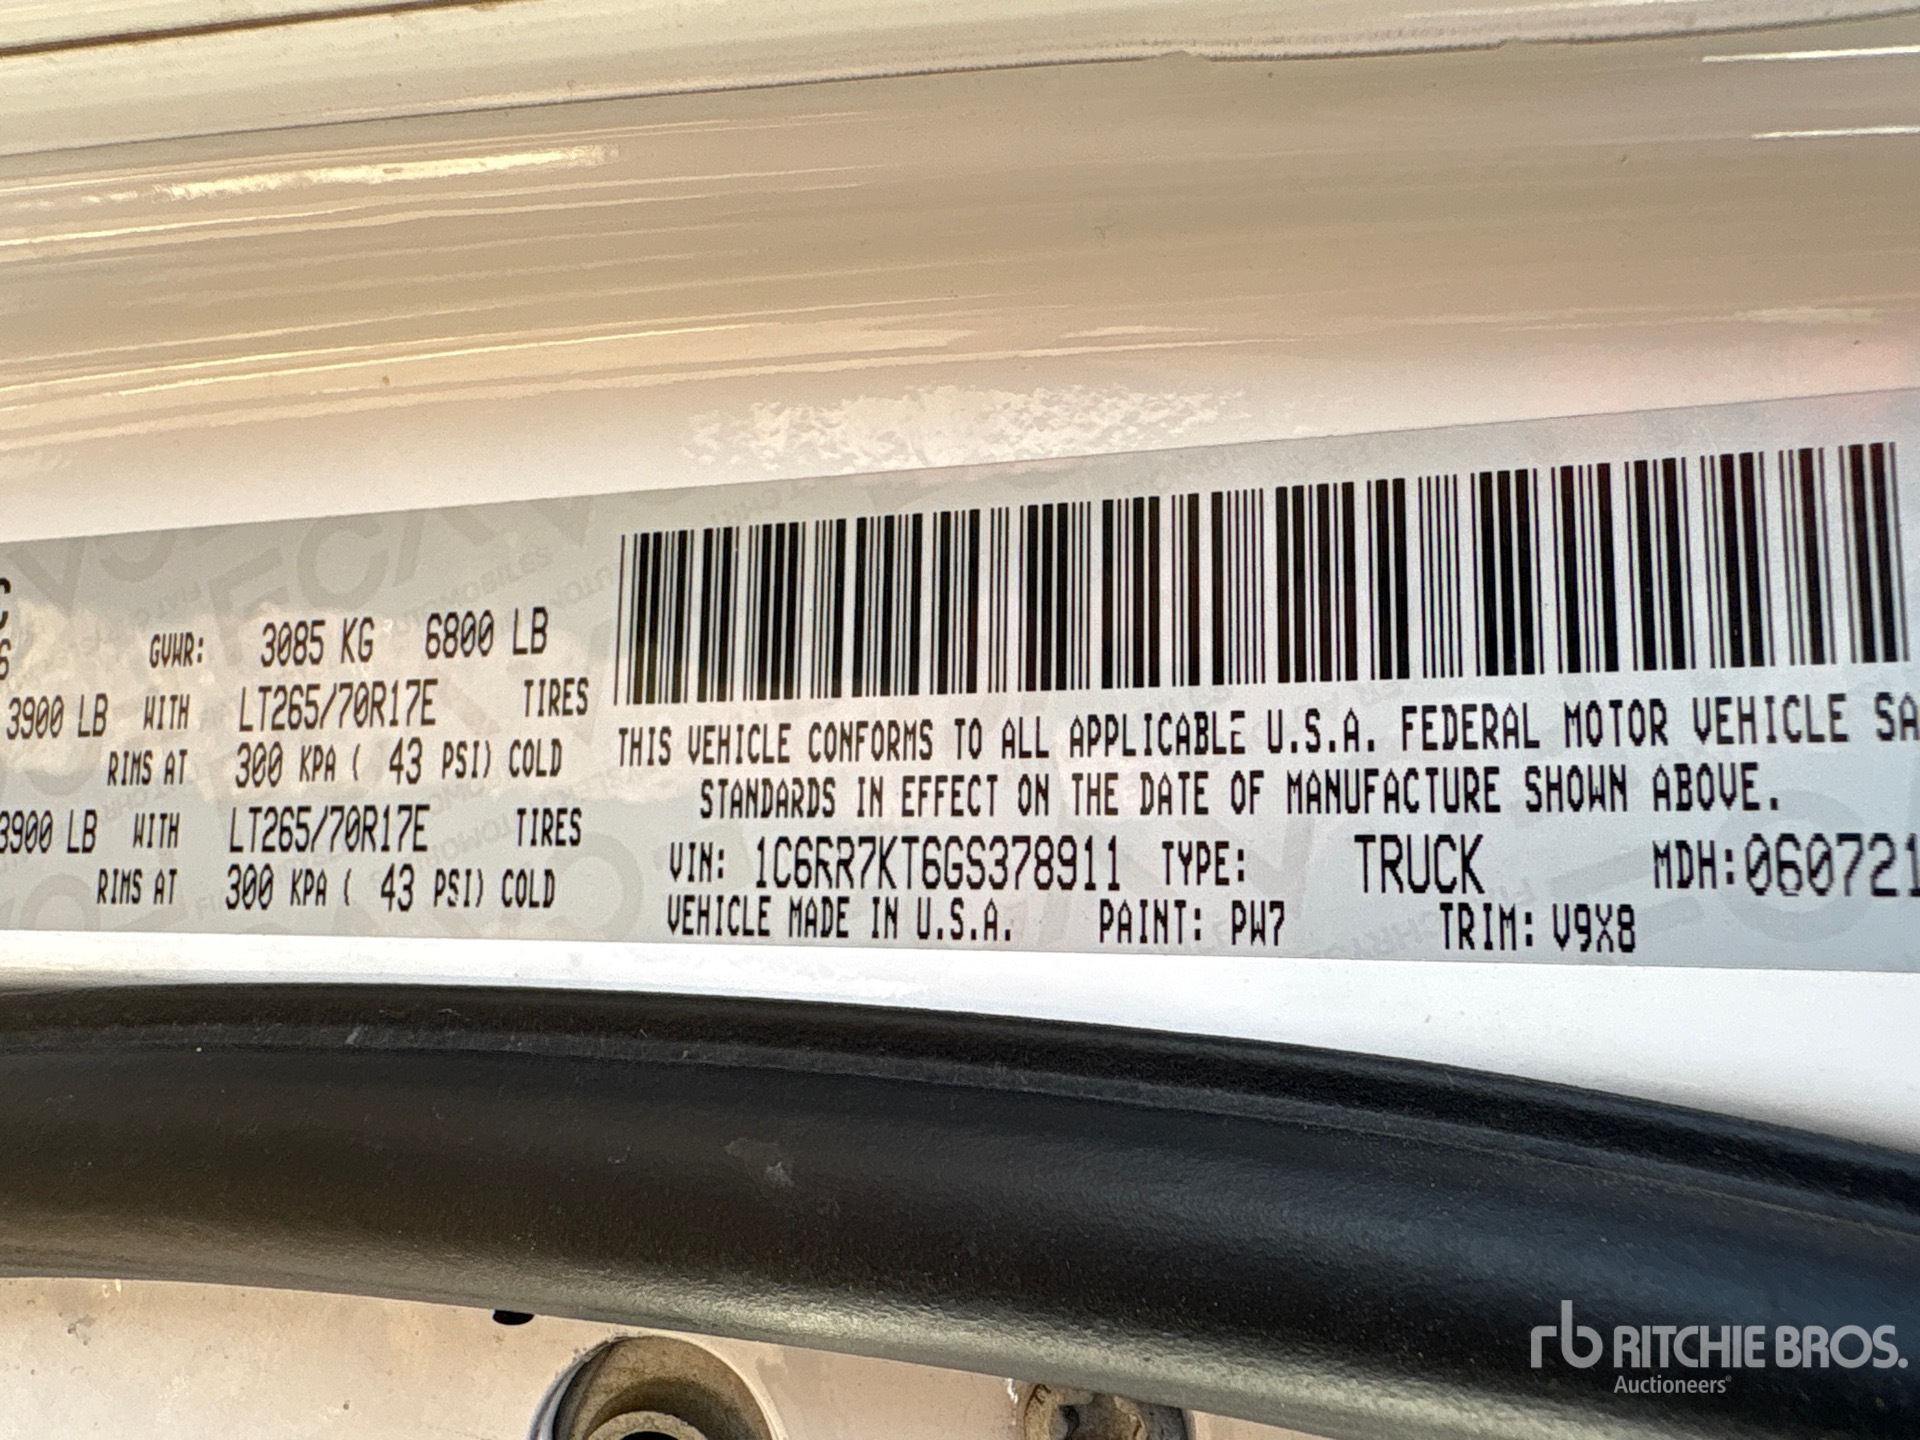 GVWR: 3085 KG 6800 LB
3900 LB WITH LT265/70R17E TIRES
RIMS AT 300 KPA ( 43 PSI) COLD
3900 LB WITH LT265/70R17E TIRES
RIMS AT 300 KPA ( 43 PSI) COLD
THIS VEHICLE CONFORMS TO ALL APPLICABLE U.S.A. FEDERAL MOTOR VEHICLE SA
STANDARDS IN EFFECT ON THE DATE OF MANUFACTURE SHOWN ABOVE.
VIN: 1C6RR7KT6GS378911 TYPE: TRUCK MDH:060721
VEHICLE MADE IN U.S.A. PAINT: PW7 TRIM: V9X8
rb RITCHIE BROS.
Auctioneers